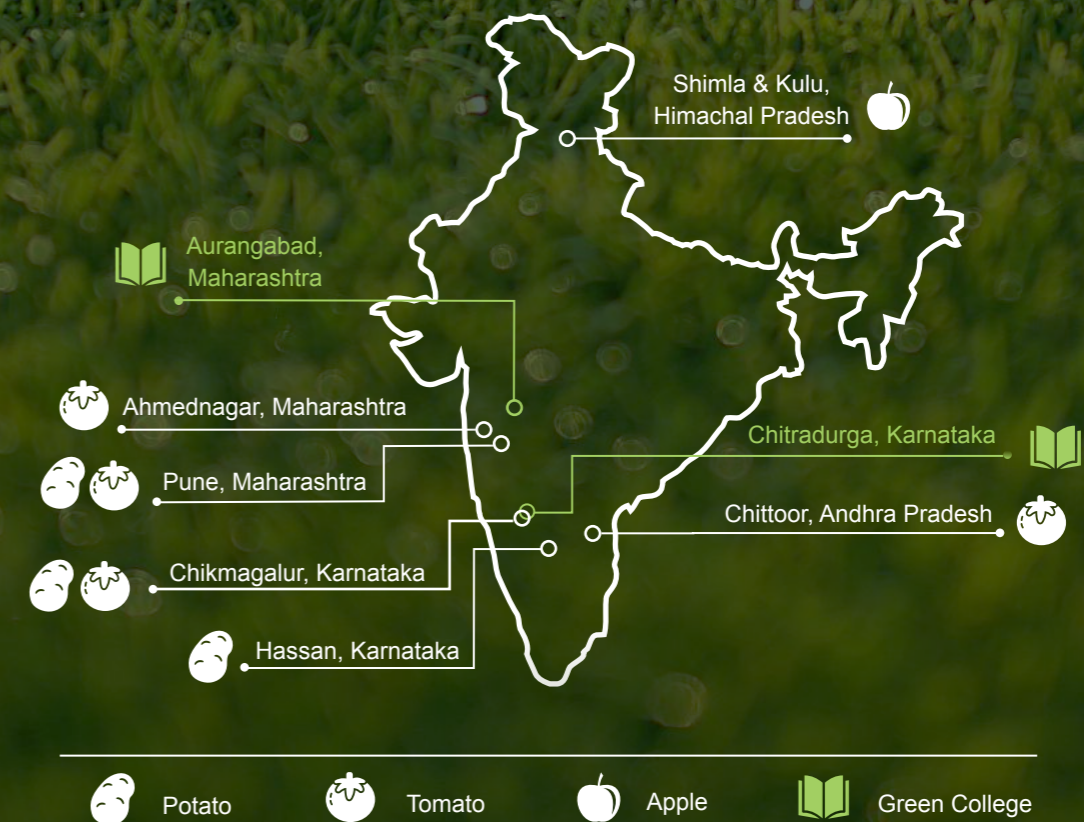 Shimla & Kulu,
Himachal Pradesh
Aurangabad,
Maharashtra
Ahmednagar, Maharashtra
Chitradurga, Karnataka
Pune, Maharashtra
Chittoor, Andhra Pradesh
Chikmagalur, Karnataka
Hassan, Karnataka
Potato
Tomato
Apple
Green College